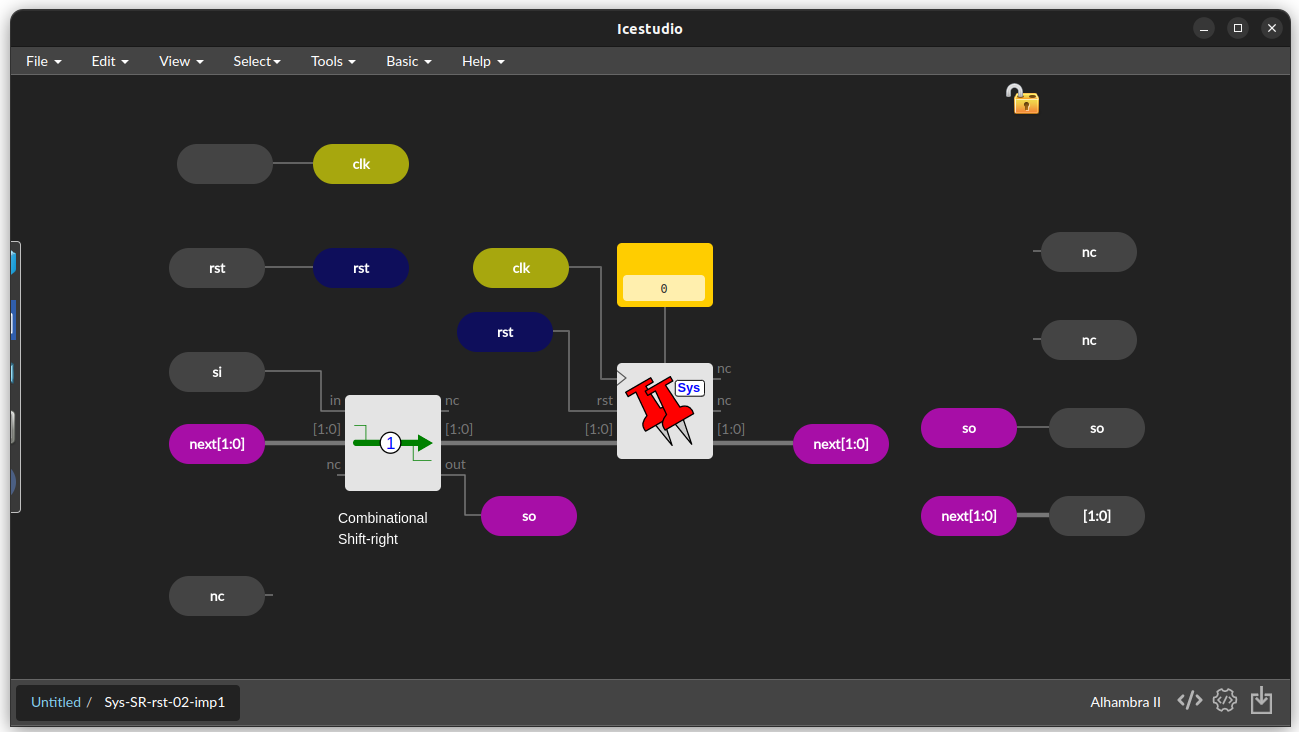 Icestudio
File Edit View Select Tools Basic Help
clk
nc
rst rst clk
0
rst
nc
si
Sys
nc
in nc
rst nc
[1:0] [1:0] [1:0] [1:0]
next[1:0] 1 next[1:0]
so so
nc out
so
next[1:0] [1:0]
Combinational
Shift-right
nc
Untitled / Sys-SR-rst-02-imp1
Alhambra II </>